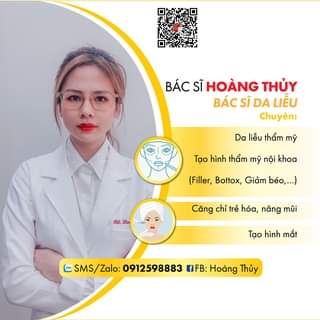 BÁC SĨ HOÀNG THỦY
BÁC SĨ DA LIỄU
Chuyên:
Da liễu thẩm mỹ
Tạo hình thẩm mỹ nội khoa
(Filler, Bottox, Giảm béo,...)
Căng chỉ trẻ hóa, nâng mũi
Tạo hình mắt
SMS/Zalo: 0912598883 FB: Hoàng Thủy